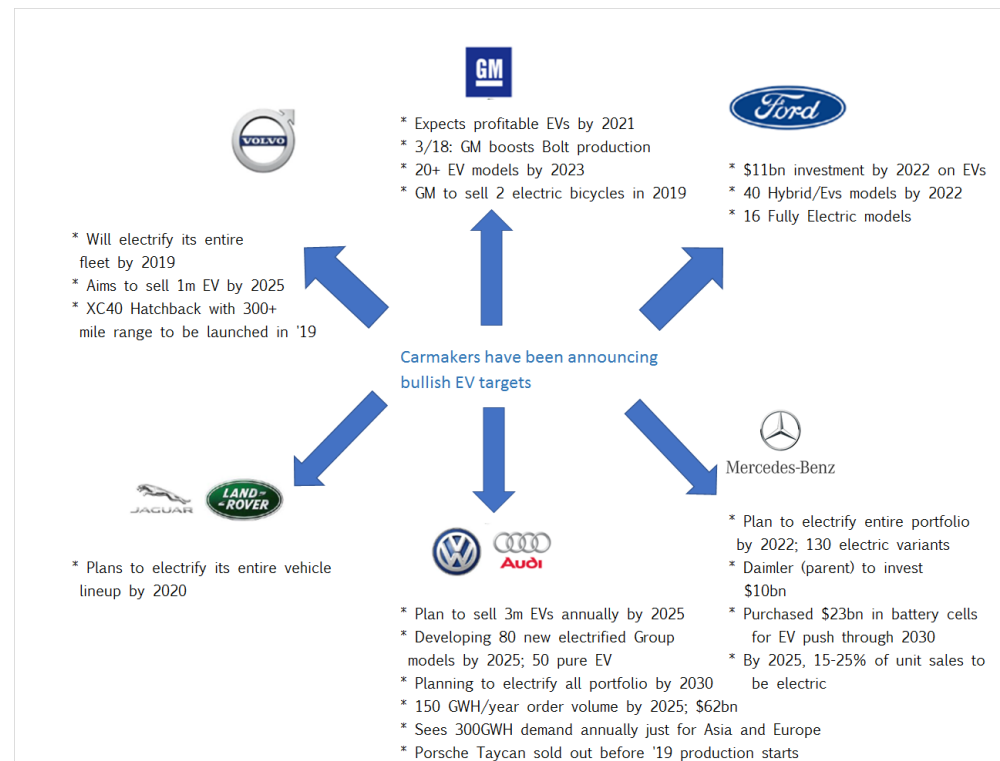 GM
* Expects profitable EVs by 2021
* 3/18: GM boosts Bolt production
* 20+ EV models by 2023
* GM to sell 2 electric bicycles in 2019
Ford
* $11bn investment by 2022 on EVs
* 40 Hybrid/Evs models by 2022
* 16 Fully Electric models
VOLVO
* Will electrify its entire
fleet by 2019
* Aims to sell 1m EV by 2025
* XC40 Hatchback with 300+
mile range to be launched in '19
Carmakers have been announcing
bullish EV targets
JAGUAR
LAND
ROVER
* Plans to electrify its entire vehicle
lineup by 2020
VW
Audi
* Plan to sell 3m EVs annually by 2025
* Developing 80 new electrified Group
models by 2025; 50 pure EV
* Planning to electrify all portfolio by 2030
* 150 GWH/year order volume by 2025; $62bn
* Sees 300GWH demand annually just for Asia and Europe
* Porsche Taycan sold out before '19 production starts
Mercedes-Benz
* Plan to electrify entire portfolio
by 2022; 130 electric variants
* Daimler (parent) to invest
$10bn
* Purchased $23bn in battery cells
for EV push through 2030
* By 2025, 15-25% of unit sales to
be electric